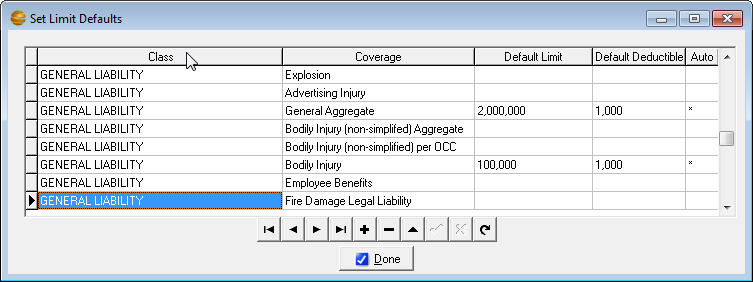 Set Limit Defaults
Class Coverage Default Limit Default Deductible Auto
GENERAL LIABILITY Explosion
GENERAL LIABILITY Advertising Injury
GENERAL LIABILITY General Aggregate 2,000,000 1,000 *
GENERAL LIABILITY Bodily Injury (non-simplifed) Aggregate
GENERAL LIABILITY Bodily Injury (non-simplified) per OCC
GENERAL LIABILITY Bodily Injury 100,000 1,000 *
GENERAL LIABILITY Employee Benefits
GENERAL LIABILITY Fire Damage Legal Liability
Done